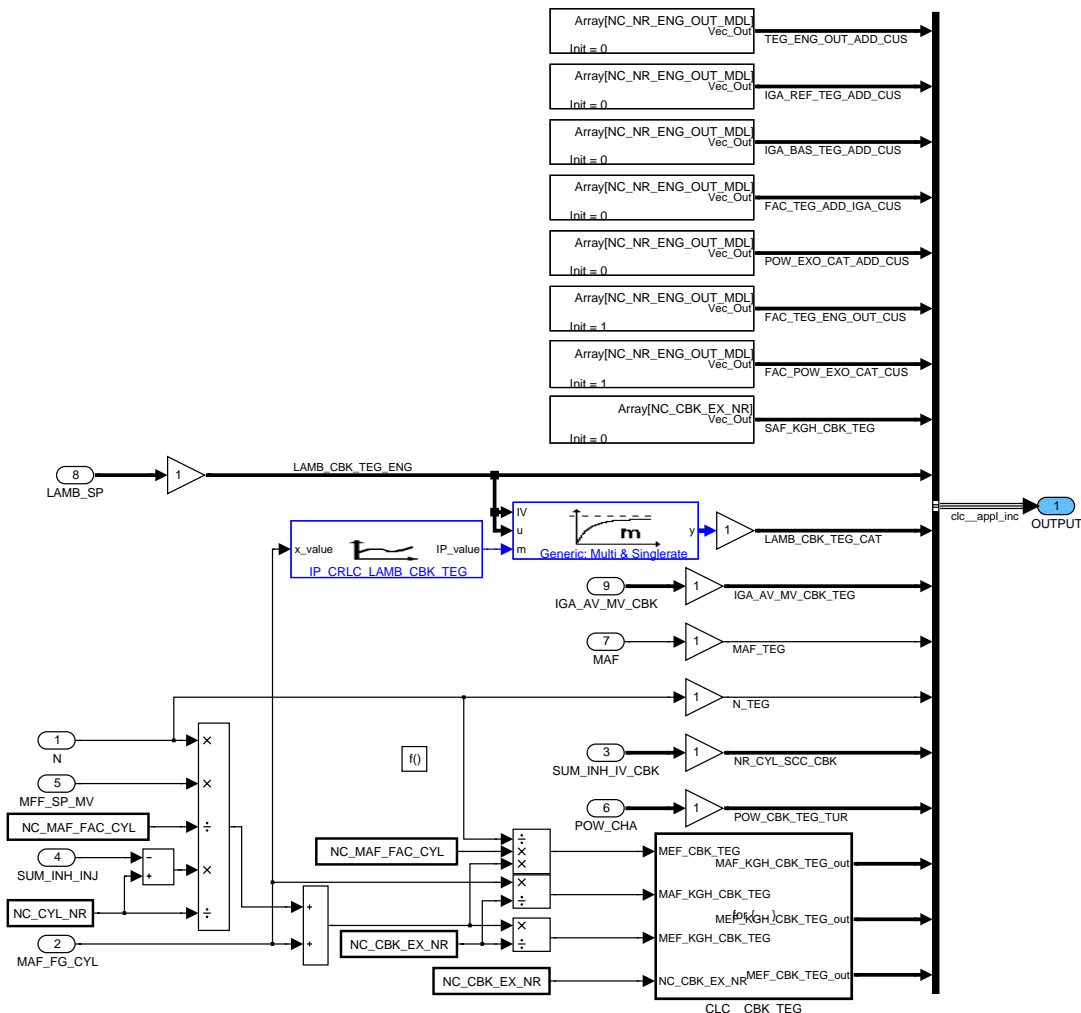 Array[NC_NR_ENG_OUT_MDL]
Vec_Out
Init = 0
TEG_ENG_OUT_ADD_CUS
Array[NC_NR_ENG_OUT_MDL]
Vec_Out
Init = 0
IGA_REF_TEG_ADD_CUS
Array[NC_NR_ENG_OUT_MDL]
Vec_Out
Init = 0
IGA_BAS_TEG_ADD_CUS
Array[NC_NR_ENG_OUT_MDL]
Vec_Out
Init = 0
FAC_TEG_ADD_IGA_CUS
Array[NC_NR_ENG_OUT_MDL]
Vec_Out
Init = 0
POW_EXO_CAT_ADD_CUS
Array[NC_NR_ENG_OUT_MDL]
Vec_Out
Init = 1
FAC_TEG_ENG_OUT_CUS
Array[NC_NR_ENG_OUT_MDL]
Vec_Out
Init = 1
FAC_POW_EXO_CAT_CUS
Array[NC_CBK_EX_NR]
Vec_Out
Init = 0
SAF_KGH_CBK_TEG
8
LAMB_SP
1
LAMB_CBK_TEG_ENG
x_value
IP_value
IP_CRLC_LAMB_CBK_TEG
IV
u
m
m
y
Generic: Multi & Singlerate
1
LAMB_CBK_TEG_CAT
clc__appl_inc
1
OUTPUT
9
IGA_AV_MV_CBK
1
IGA_AV_MV_CBK_TEG
7
MAF
1
MAF_TEG
1
N_TEG
1
N
5
MFF_SP_MV
NC_MAF_FAC_CYL
4
SUM_INH_INJ
NC_CYL_NR
2
MAF_FG_CYL
×
×
÷
×
÷
−
+
+
+
f()
3
SUM_INH_IV_CBK
1
NR_CYL_SCC_CBK
6
POW_CHA
1
POW_CBK_TEG_TUR
NC_MAF_FAC_CYL
÷
×
×
×
÷
NC_CBK_EX_NR
×
÷
NC_CBK_EX_NR
MEF_CBK_TEG
MAF_KGH_CBK_TEG_out
MAF_KGH_CBK_TEG
for { ... }
MEF_KGH_CBK_TEG_out
MEF_KGH_CBK_TEG
NC_CBK_EX_NR
MEF_CBK_TEG_out
CLC__CBK_TEG